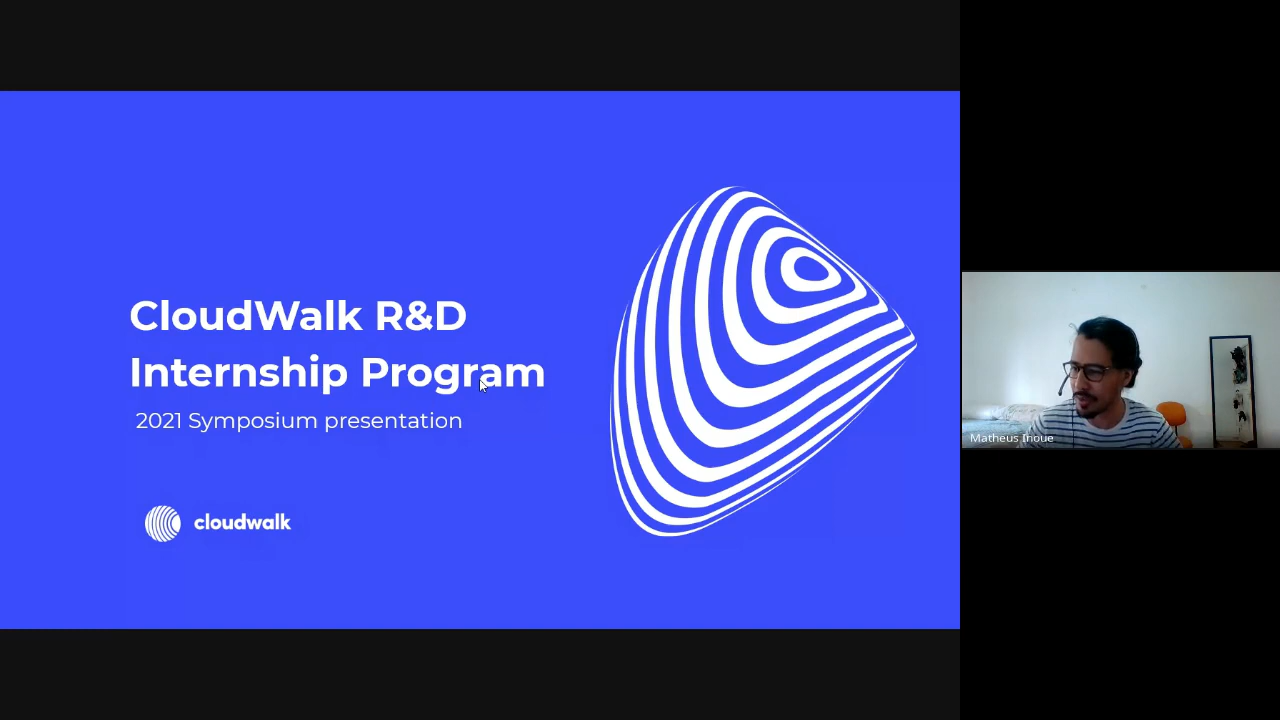 CloudWalk R&D
Internship Program
2021 Symposium presentation
cloudwalk
Matheus Inoue